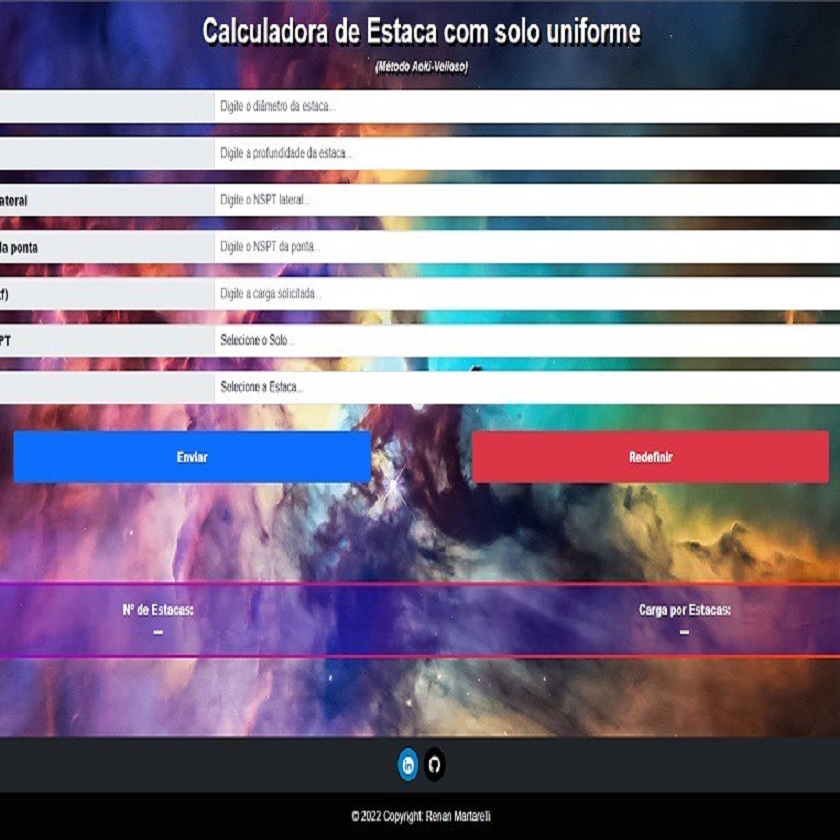 Calculadora de Estaca com solo uniforme
(Método Aoki-Velloso)
Digite o diâmetro da estaca...
Digite a profundidade da estaca...
ateral Digite o NSPT lateral...
da ponta Digite o NSPT da ponta...
f) Digite a carga solicitada...
PT Selecione o Solo...
Selecione a Estaca...
Enviar Redefinir
Nº de Estacas: Carga por Estacas:
--- ---
in
© 2022 Copyright: Renan Martarelli